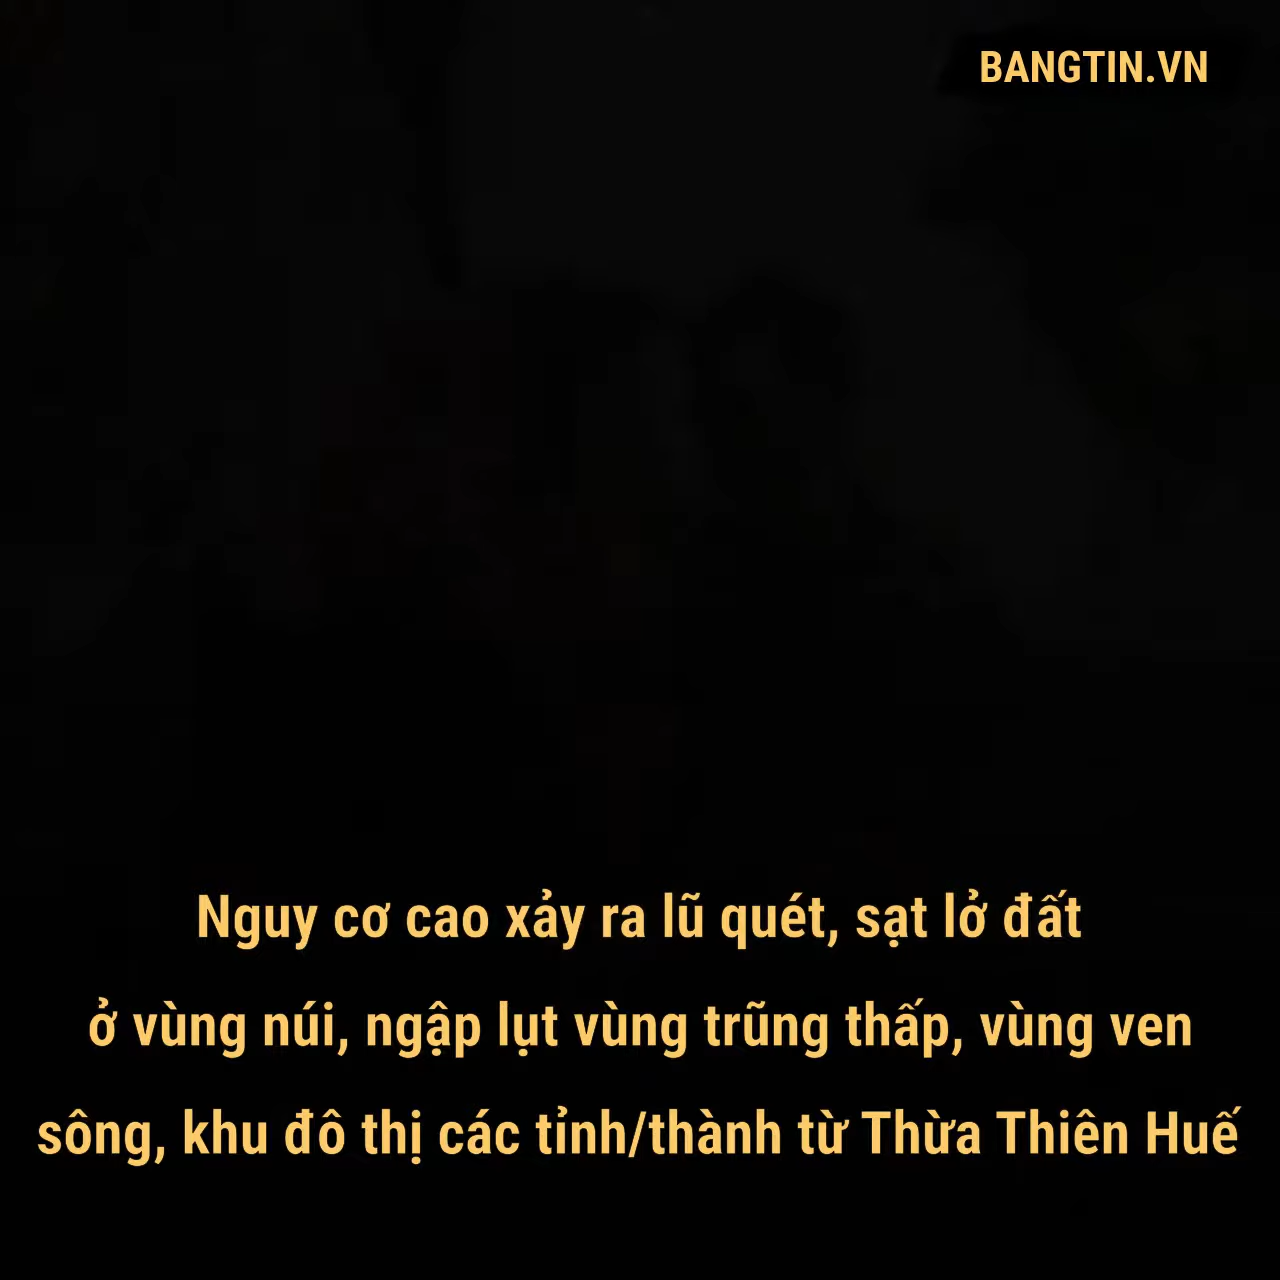 BANGTIN.VN
Nguy cơ cao xảy ra lũ quét, sạt lở đất
ở vùng núi, ngập lụt vùng trũng thấp, vùng ven
sông, khu đô thị các tỉnh/thành từ Thừa Thiên Huế